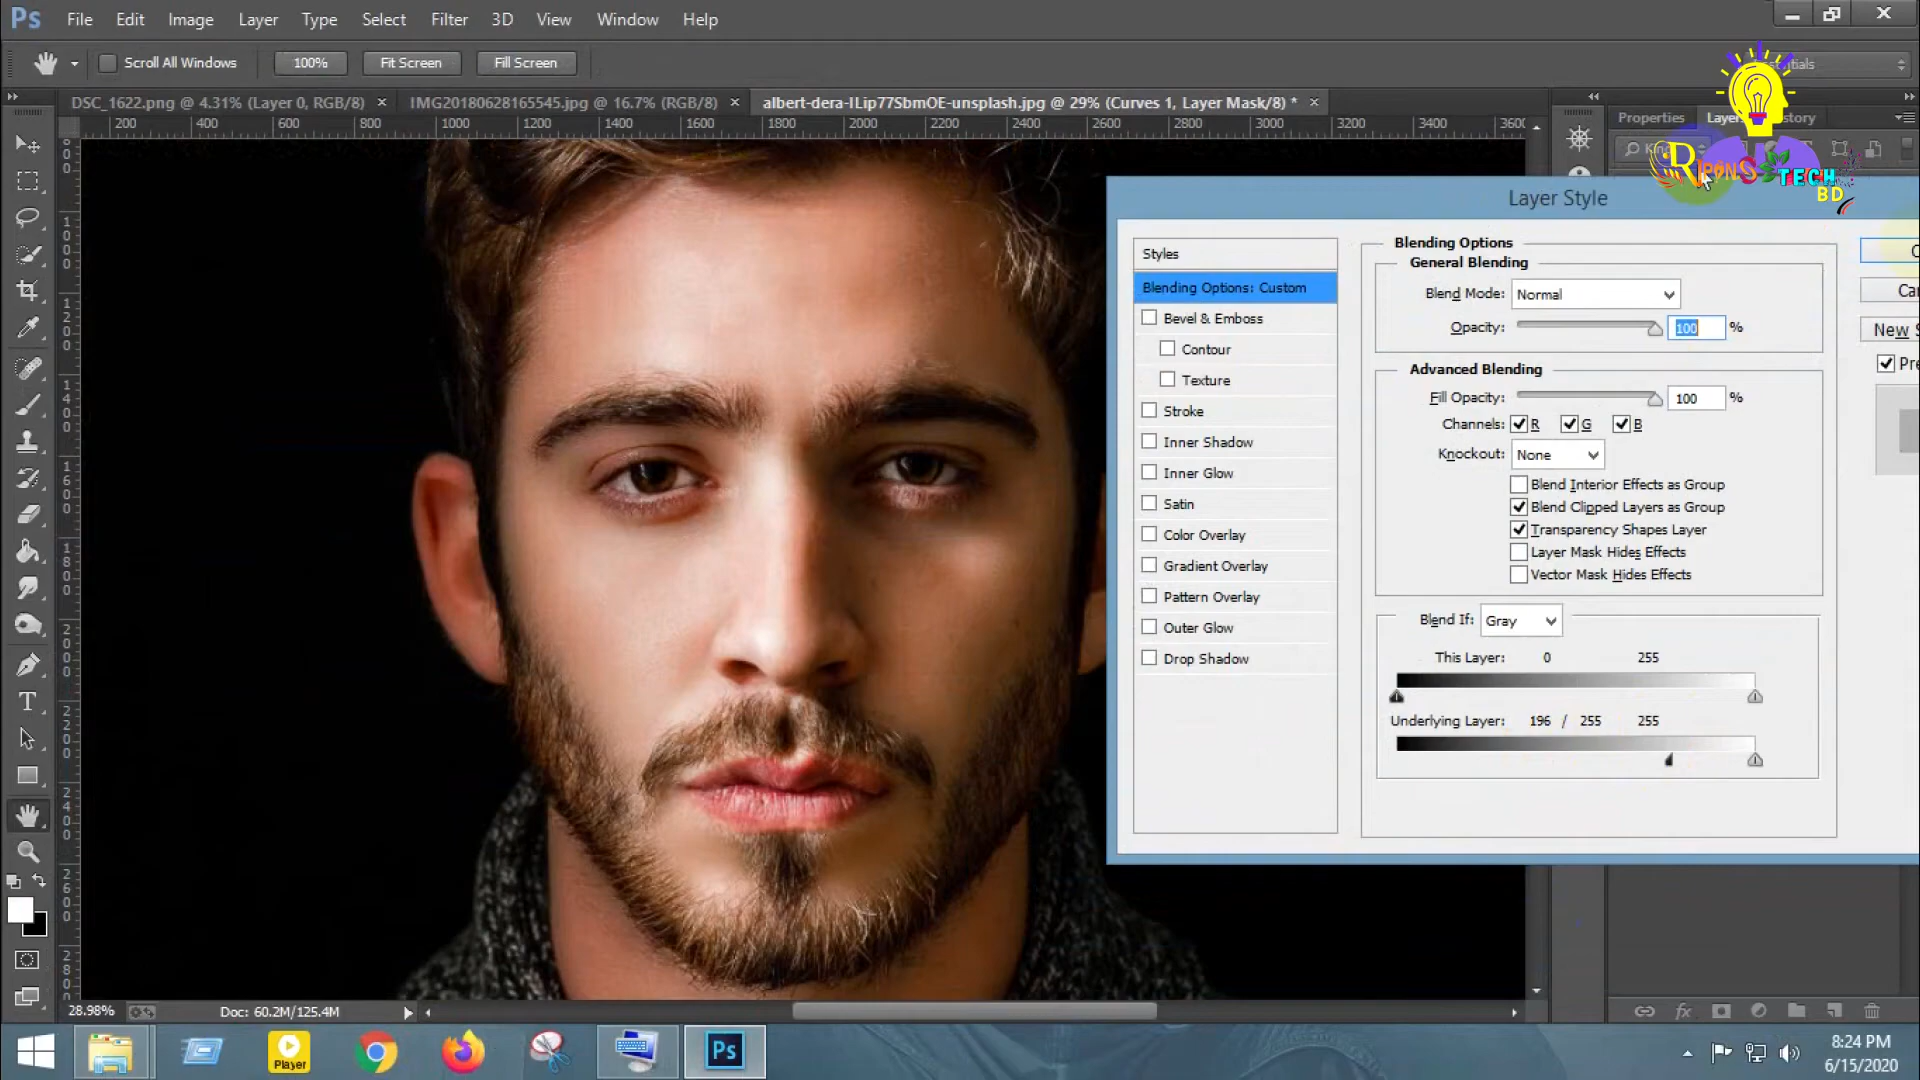 Ps File Edit Image Layer Type Select Filter 3D View Window Help
Scroll All Windows 100% Fit Screen Fill Screen
DSC_1622.png @ 4.31% (Layer 0, RGB/8) × IMG20180628165545.jpg @ 16.7% (RGB/8) × albert-dera-ILip77SbmOE-unsplash.jpg @ 29% (Curves 1, Layer Mask/8) * ×
200 400 600 800 1000 1200 1400 1600 1800 2000 2200 2400 2600 2800 3000 3200 3400 3600
Properties
RIPONS TECH
BD
Layer Style
Styles
Blending Options: Custom
Bevel & Emboss
Contour
Texture
Stroke
Inner Shadow
Inner Glow
Satin
Color Overlay
Gradient Overlay
Pattern Overlay
Outer Glow
Drop Shadow
Blending Options
General Blending
Blend Mode: Normal
Opacity: 100 %
Advanced Blending
Fill Opacity: 100 %
Channels: R G B
Knockout: None
Blend Interior Effects as Group
Blend Clipped Layers as Group
Transparency Shapes Layer
Layer Mask Hides Effects
Vector Mask Hides Effects
Blend If: Gray
This Layer: 0 255
Underlying Layer: 196 / 255 255
New
28.98% Doc: 60.2M/125.4M
Player
Ps
8:24 PM
6/15/2020